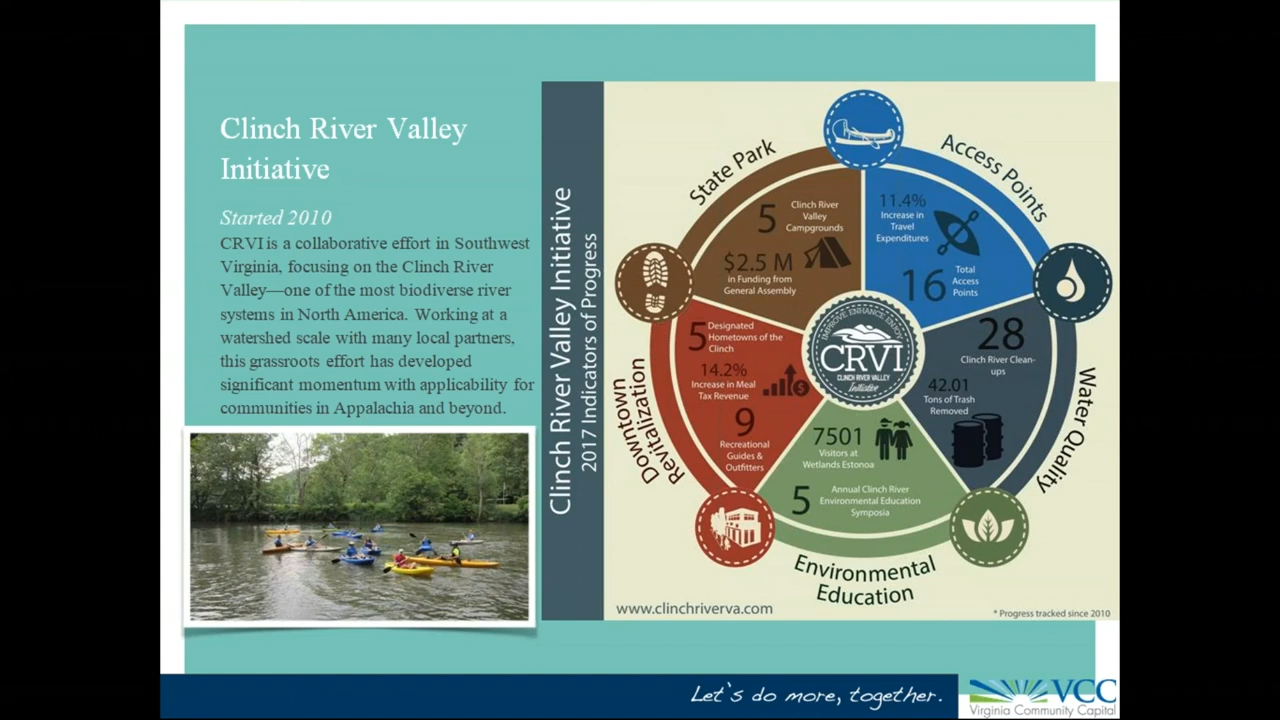 Clinch River Valley
Initiative
Started 2010
CRVI is a collaborative effort in Southwest
Virginia, focusing on the Clinch River
Valley—one of the most biodiverse river
systems in North America. Working at a
watershed scale with many local partners,
this grassroots effort has developed
significant momentum with applicability for
communities in Appalachia and beyond.
Clinch River Valley Initiative
2017 Indicators of Progress
State Park
5
Clinch River
Valley
Campgrounds
$2.5 M
in Funding from
General Assembly
Access Points
11.4%
Increase in
Travel
Expenditures
16
Total
Access
Points
Water Quality
28
Clinch River Clean-
ups
42.01
Tons of Trash
Removed
Environmental
Education
7501
Visitors at
Wetlands Estonoa
5
Annual Clinch River
Environmental Education
Symposia
Downtown
Revitalization
5
Designated
Hometowns of the
Clinch
14.2%
Increase in Meal
Tax Revenue
9
Recreational
Guides &
Outfitters
IMPROVE ENHANCE ENJOY
CRVI
CLINCH RIVER VALLEY
Initiative
www.clinchriverva.com
* Progress tracked since 2010
Let's do more, together.
VCC
Virginia Community Capital